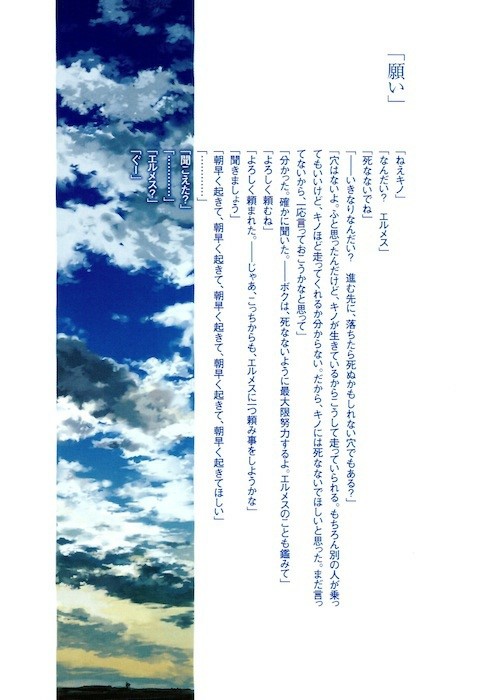 「願い」
「ねぇキノ」
「なんだい？　エルメス」
「死なないでね」
「――いきなりなんだい？　進む先に、落ちたら死ぬかもしれない穴でもある？」
「穴はないよ。ふと思ったんだけど、キノが生きているからこうして走っていられる。もちろん別の人が乗っ
てもいいけど、キノほど走ってくれるか分からない。だから、キノには死なないでほしいと思った。まだ言っ
てないから、一応言っておこうかなと思って」
「分かった。確かに聞いた。――ボクは、死なないように最大限努力するよ。エルメスのことも鑑みて」
「よろしく頼むね」
「よろしく頼まれた。――じゃあ、こっちからも、エルメスに一つ頼み事をしようかな」
「聞きましょう」
「朝早く起きて、朝早く起きて、朝早く起きて、朝早く起きて、朝早く起きてほしい」
「…………」
「聞こえた？」
「…………」
「エルメス？」
「ぐー」